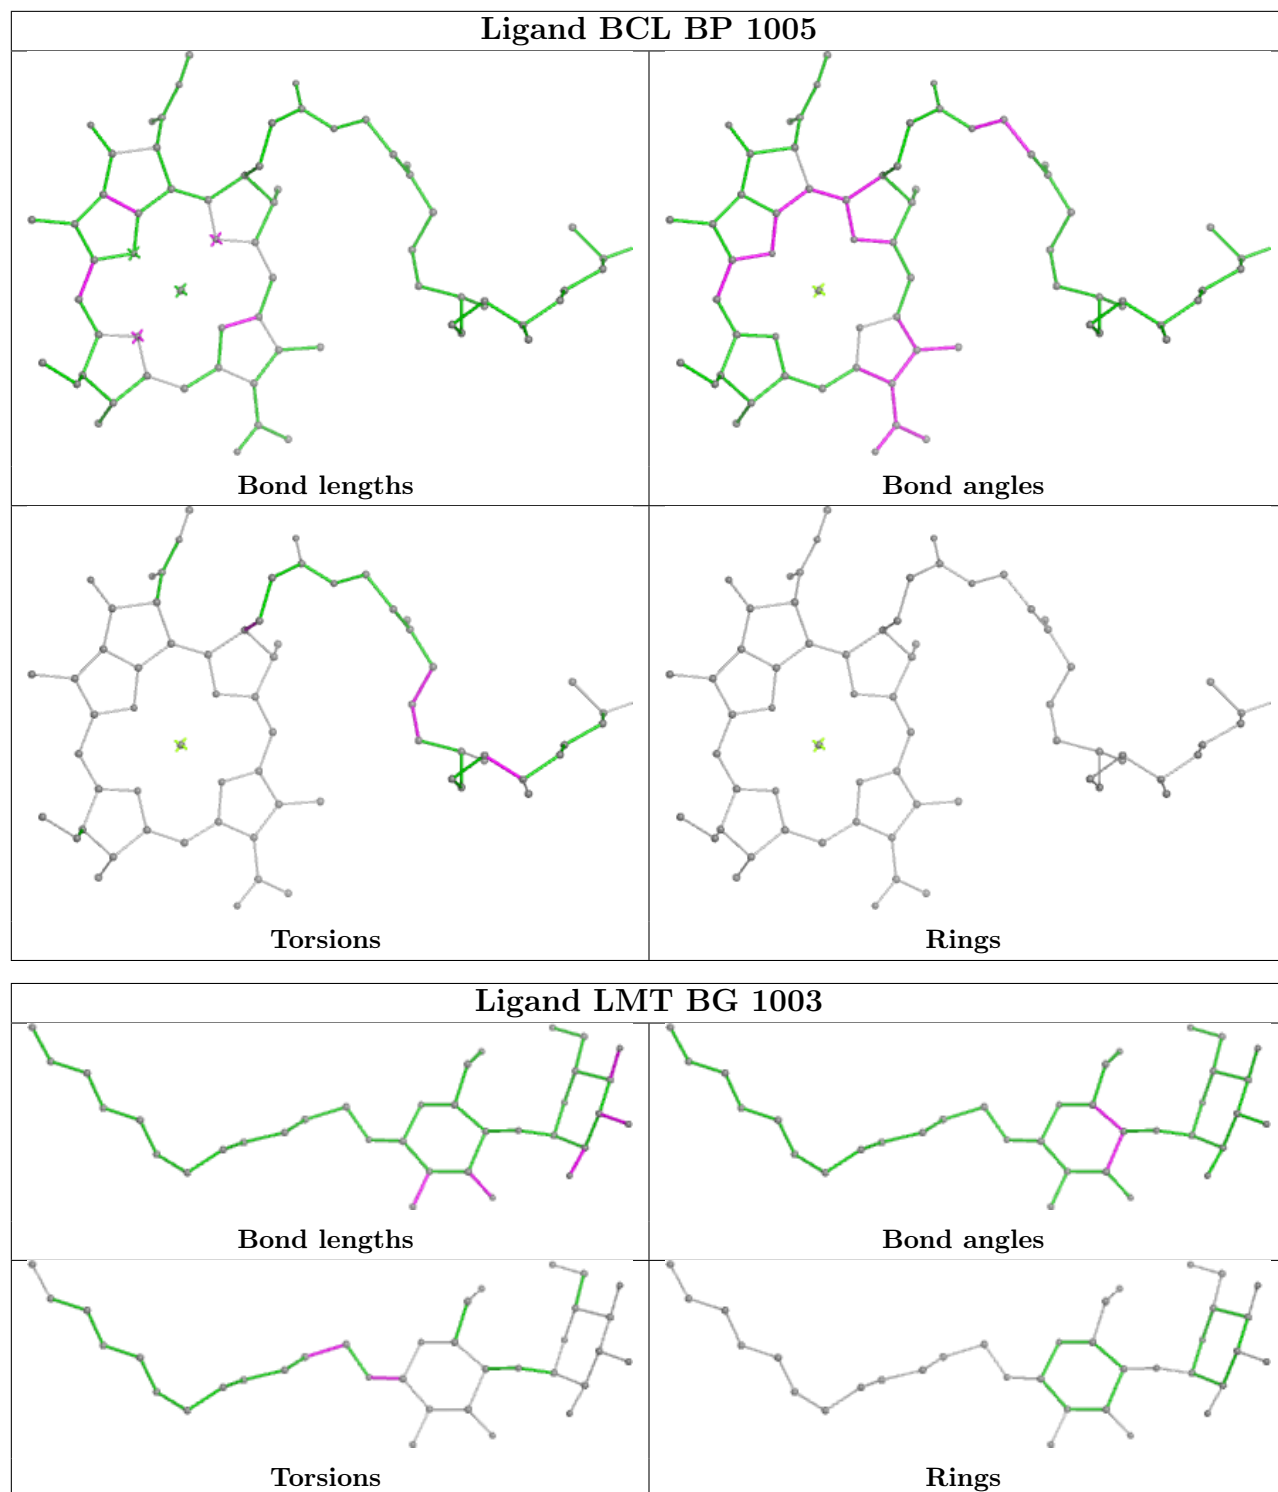 Ligand BCL BP 1005
Bond lengths
Bond angles
Torsions
Rings
Ligand LMT BG 1003
Bond lengths
Bond angles
Torsions
Rings